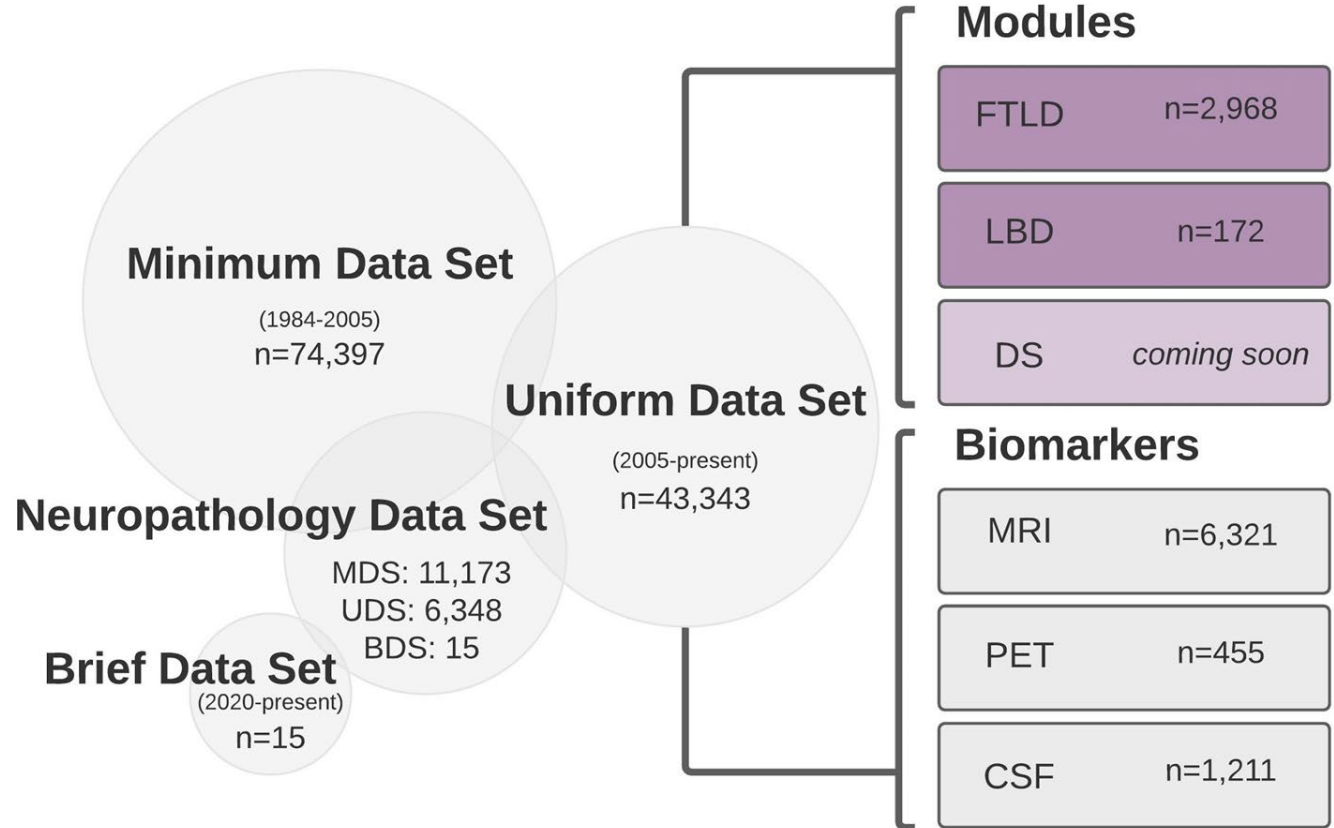 Minimum Data Set
(1984-2005)
n=74,397
Uniform Data Set
(2005-present)
n=43,343
Neuropathology Data Set
MDS: 11,173
UDS: 6,348
BDS: 15
Brief Data Set
(2020-present)
n=15
Modules
FTLD n=2,968
LBD n=172
DS coming soon
Biomarkers
MRI n=6,321
PET n=455
CSF n=1,211